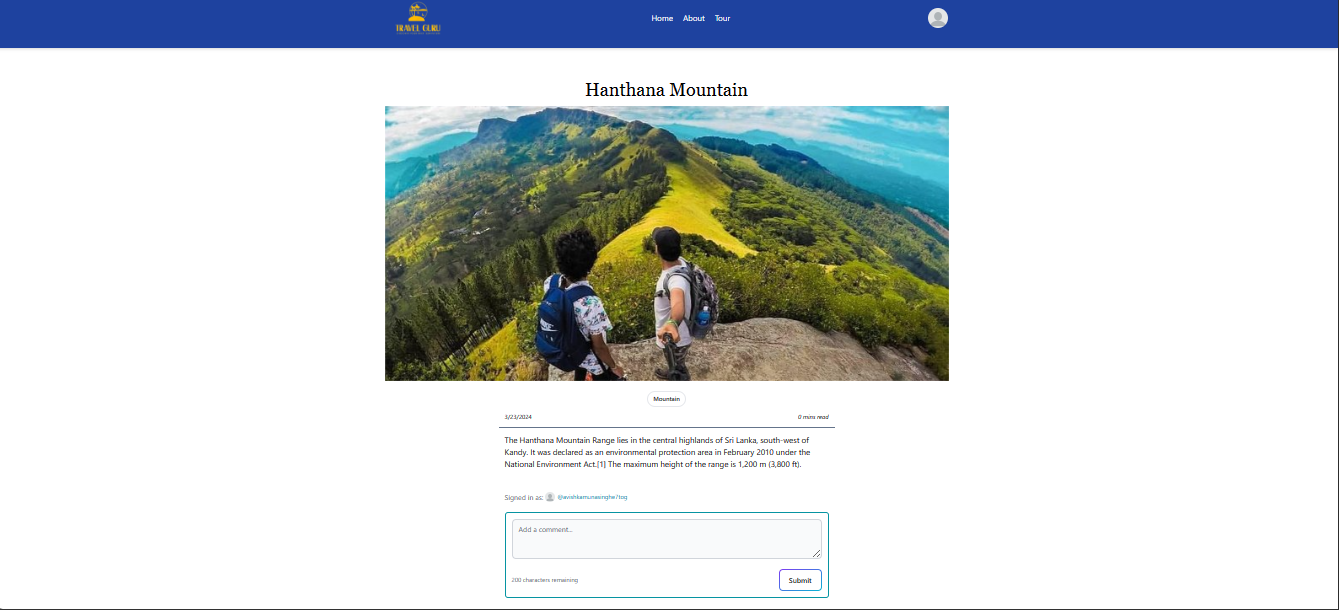 TRAVEL GURU
Home About Tour
Hanthana Mountain
Mountain
5/23/2024 0 mins read
The Hanthana Mountain Range lies in the central highlands of Sri Lanka, south-west of
Kandy. It was declared as an environmental protection area in February 2010 under the
National Environment Act.[1] The maximum height of the range is 1,200 m (3,800 ft).
Signed in as: @avishkamunasinghe7tog
Add a comment...
200 characters remaining Submit